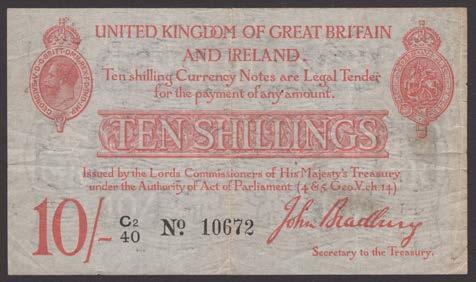 UNITED KINGDOM OF GREAT BRITAIN
AND IRELAND.
Ten shilling Currency Notes are Legal Tender
for the payment of any amount.
TEN SHILLINGS
Issued by the Lords Commissioners of His Majesty's Treasury
under the Authority of Act of Parliament (4 & 5 Geo. V. ch. 14)
10/- C2/40 No 10672 John Bradbury
Secretary to the Treasury.